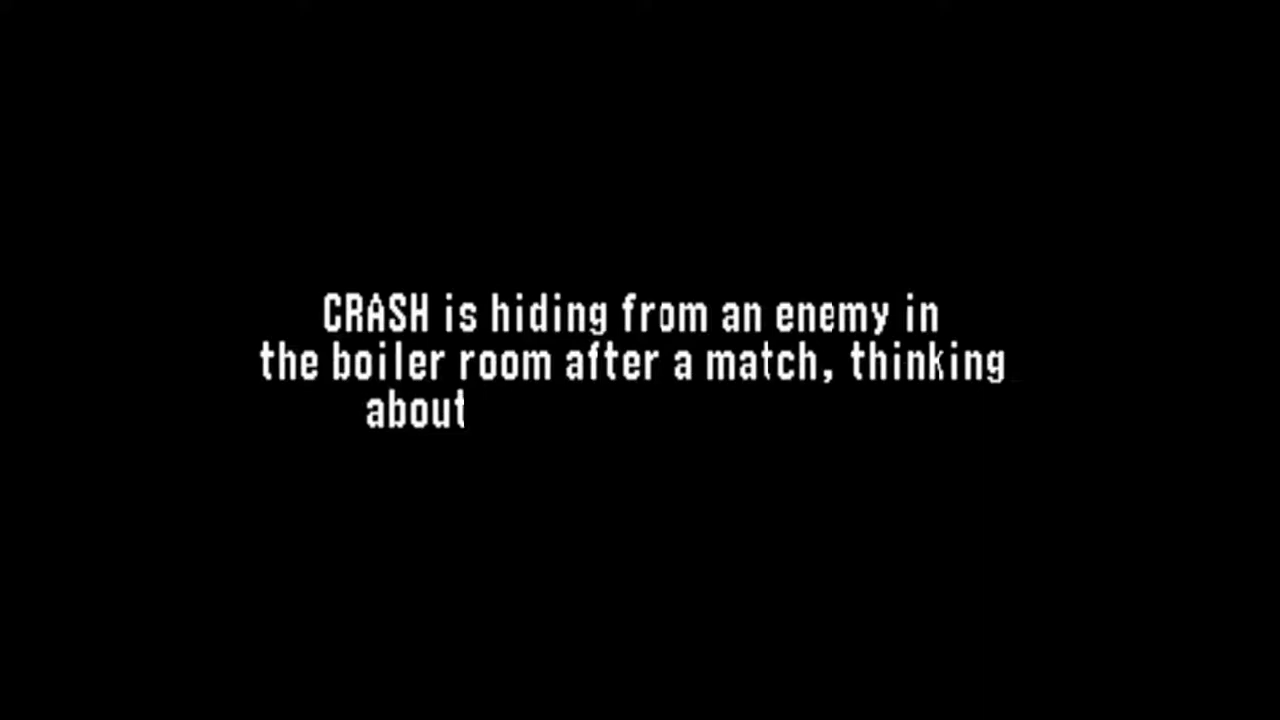 CRASH is hiding from an enemy in
the boiler room after a match, thinking
about